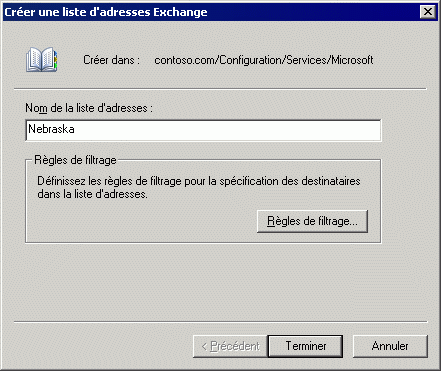 Créer une liste d'adresses Exchange
Créer dans : contoso.com/Configuration/Services/Microsoft
Nom de la liste d'adresses :
Nebraska
Règles de filtrage
Définissez les règles de filtrage pour la spécification des destinataires
dans la liste d'adresses.
Règles de filtrage...
< Précédent Terminer Annuler